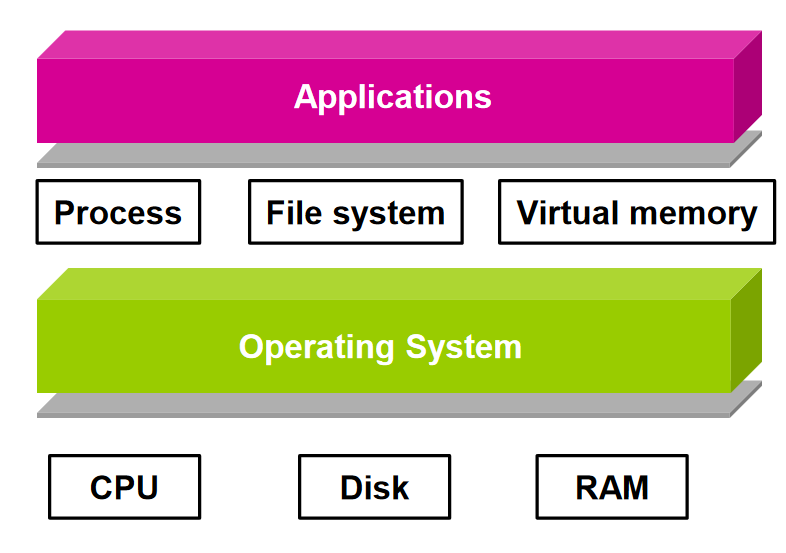 Applications
Process
File system
Virtual memory
Operating System
CPU
Disk
RAM